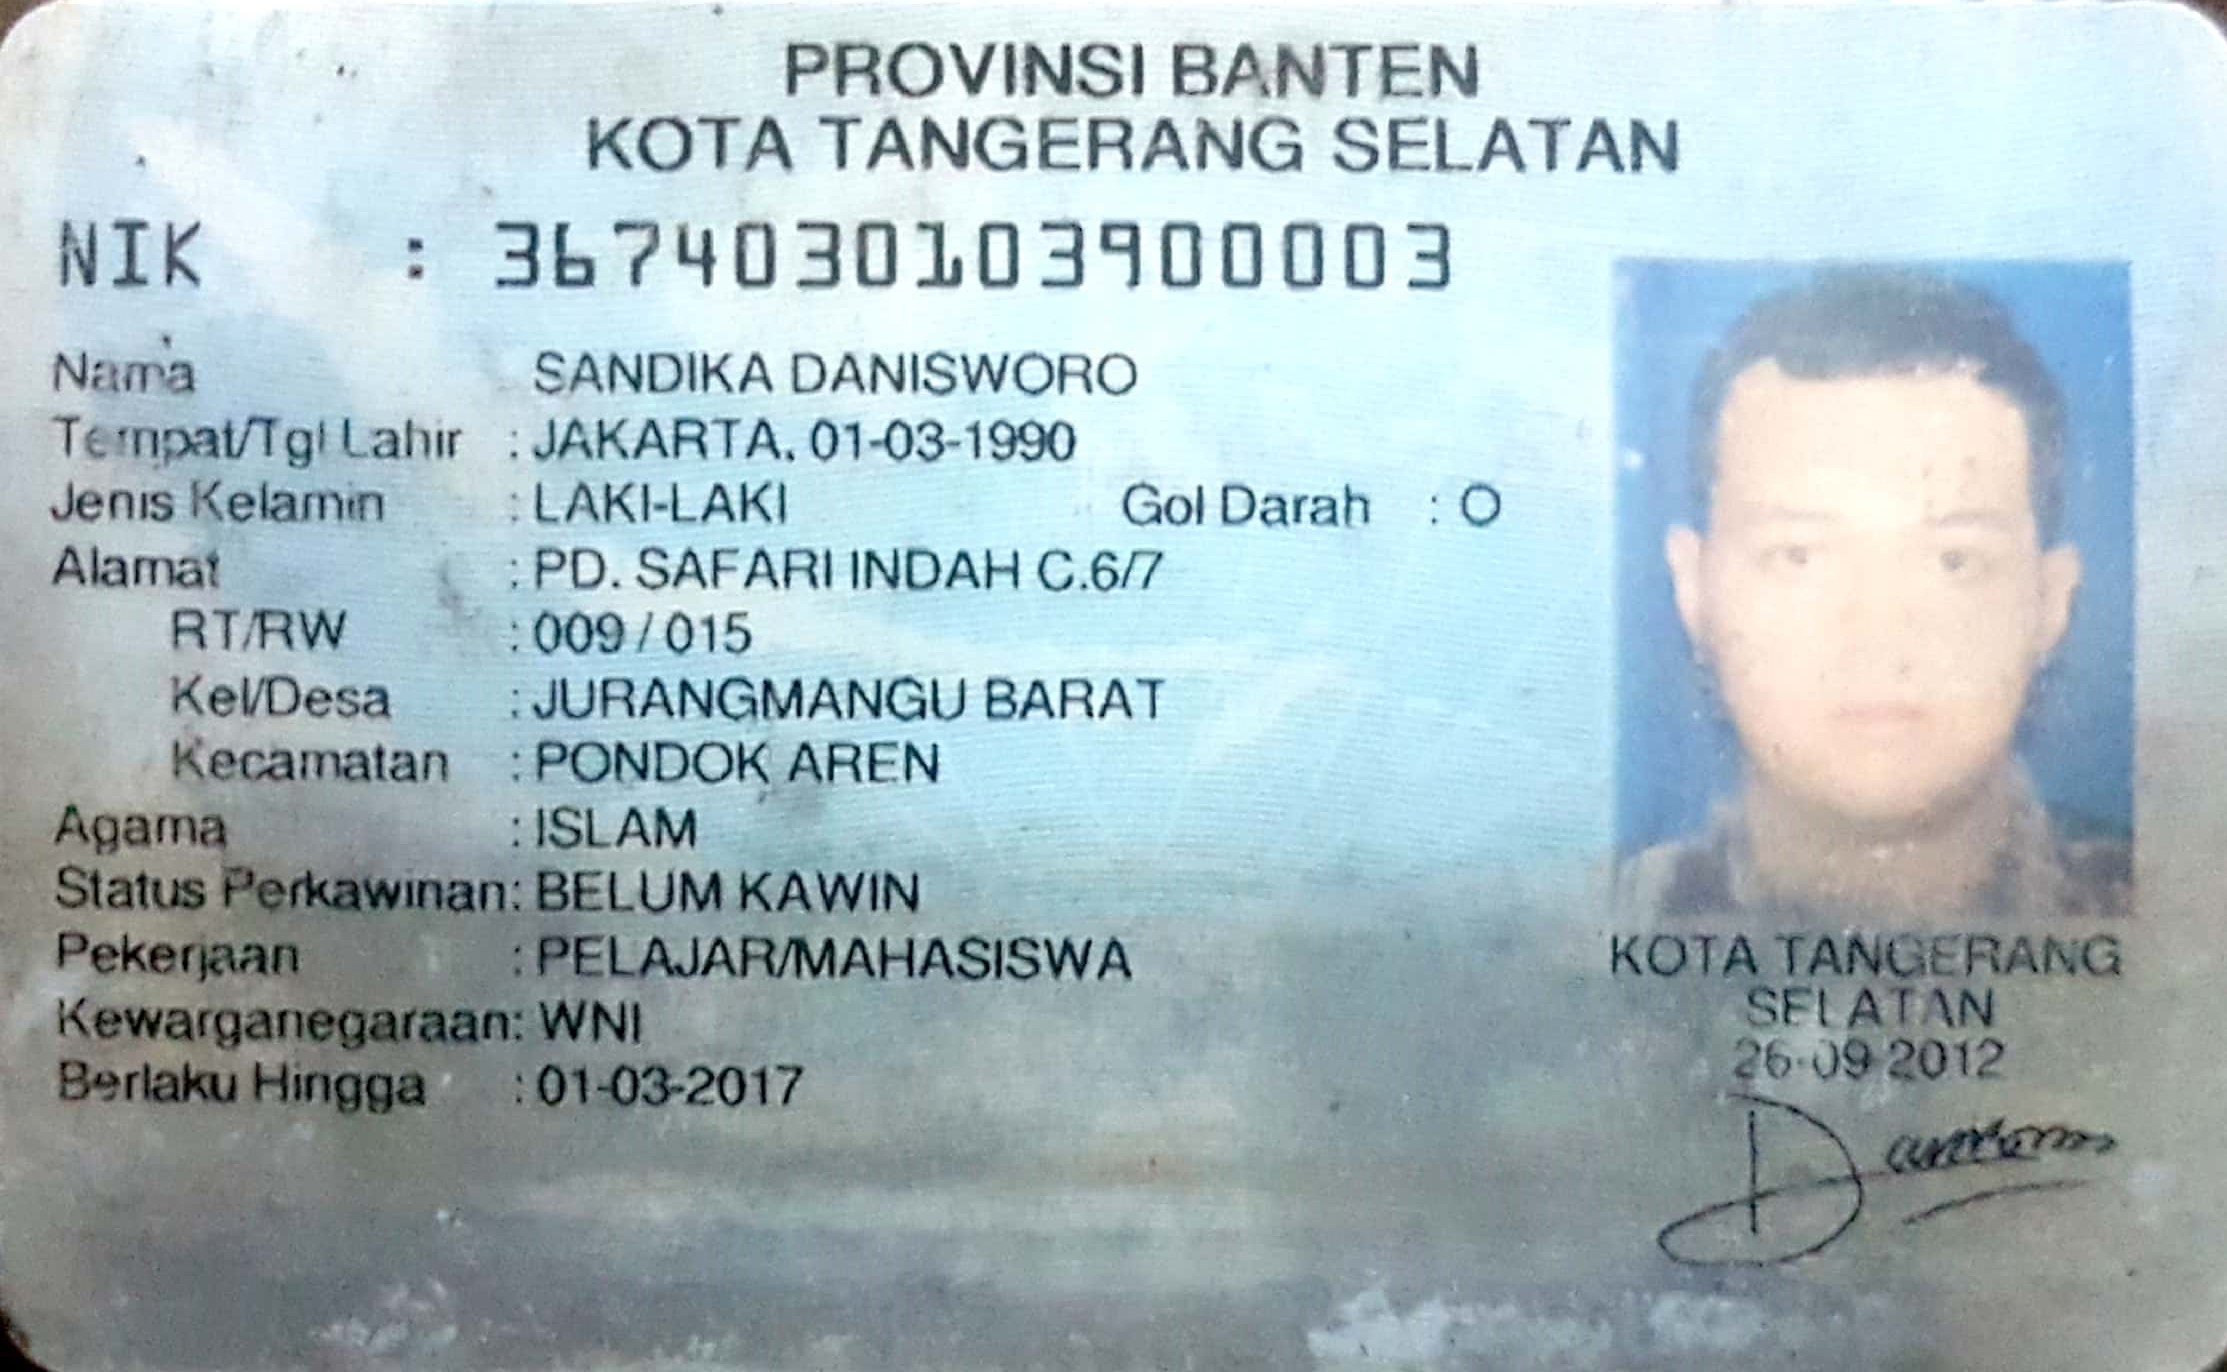 PROVINSI BANTEN
KOTA TANGERANG SELATAN
NIK : 3674030103900003
Nama SANDIKA DANISWORO
Tempat/Tgl Lahir : JAKARTA, 01-03-1990
Jenis Kelamin : LAKI-LAKI Gol Darah : O
Alamat : PD. SAFARI INDAH C.6/7
RT/RW : 009 / 015
Kel/Desa : JURANGMANGU BARAT
Kecamatan : PONDOK AREN
Agama : ISLAM
Status Perkawinan: BELUM KAWIN
Pekerjaan : PELAJAR/MAHASISWA
Kewarganegaraan: WNI
Berlaku Hingga : 01-03-2017
KOTA TANGERANG
SELATAN
26-09-2012